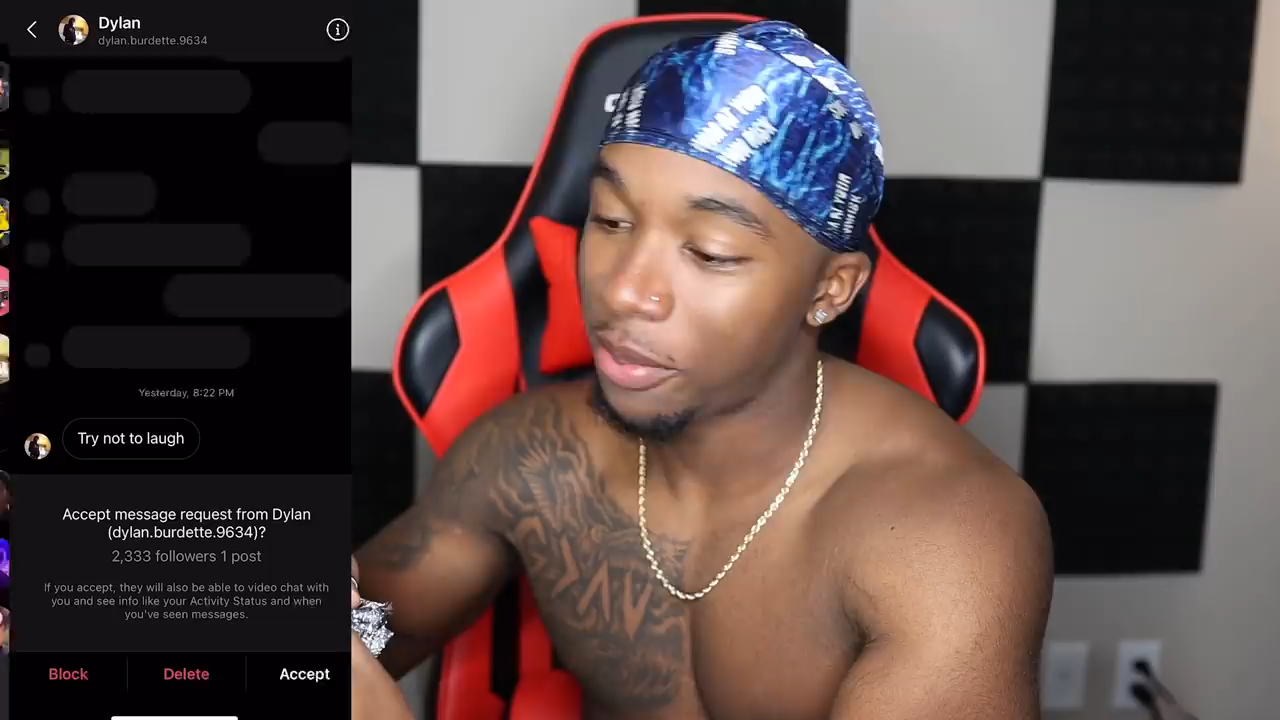 Dylan
dylan.burdette.9634
Yesterday, 8:22 PM
Try not to laugh
Accept message request from Dylan
(dylan.burdette.9634)?
2,333 followers 1 post
If you accept, they will also be able to video chat with
you and see info like your Activity Status and when
you've seen messages.
Block
Delete
Accept